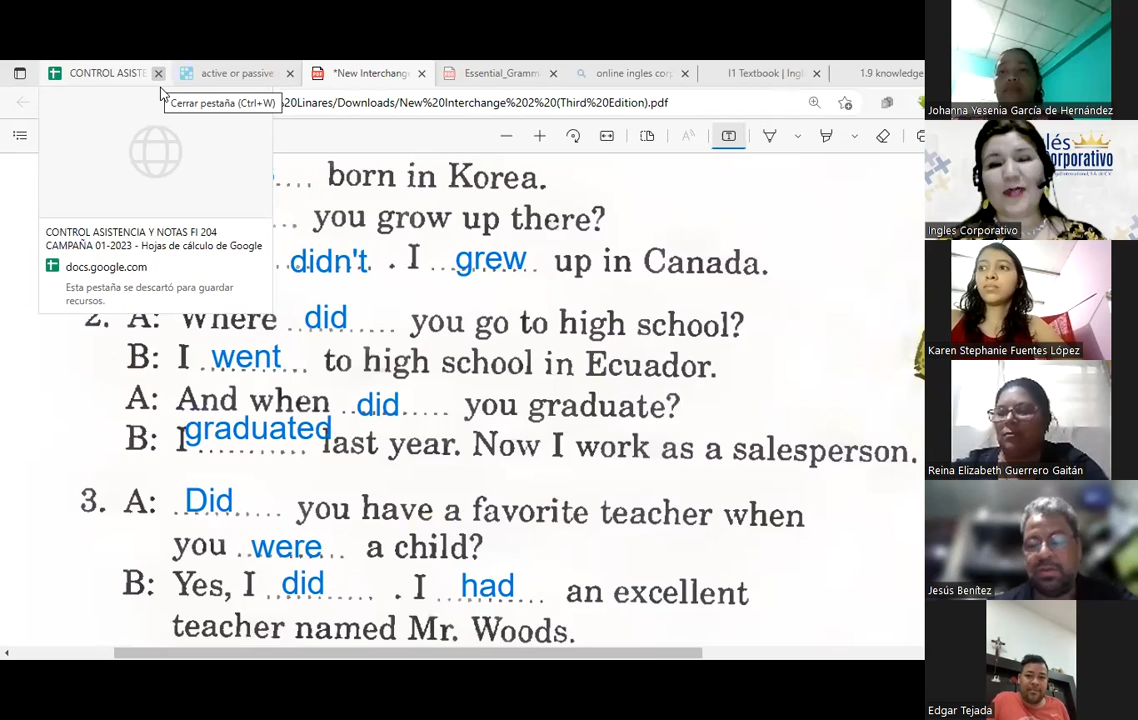 CONTROL ASISTE
active or passive
*New Interchang
Essential_Gramm
online ingles corp
I1 Textbook | Ingl
1.9 knowledge
Cerrar pestaña (Ctrl+W)
Linares/Downloads/New%20Interchange%202%20(Third%20Edition).pdf
CONTROL ASISTENCIA Y NOTAS FI 204
CAMPAÑA 01-2023 - Hojas de cálculo de Google
docs.google.com
Esta pestaña se descartó para guardar
recursos.
.... born in Korea.
... you grow up there?
didn't . I grew up in Canada.
2. A: Where did you go to high school?
B: I went to high school in Ecuador.
A: And when did you graduate?
B: I graduated last year. Now I work as a salesperson.
3. A: Did you have a favorite teacher when
you were a child?
B: Yes, I did . I had an excellent
teacher named Mr. Woods.
Johanna Yesenia García de Hernández
lés
orporativo
Ingles Corporativo
Karen Stephanie Fuentes López
Reina Elizabeth Guerrero Gaitán
Jesús Benítez
Edgar Tejada